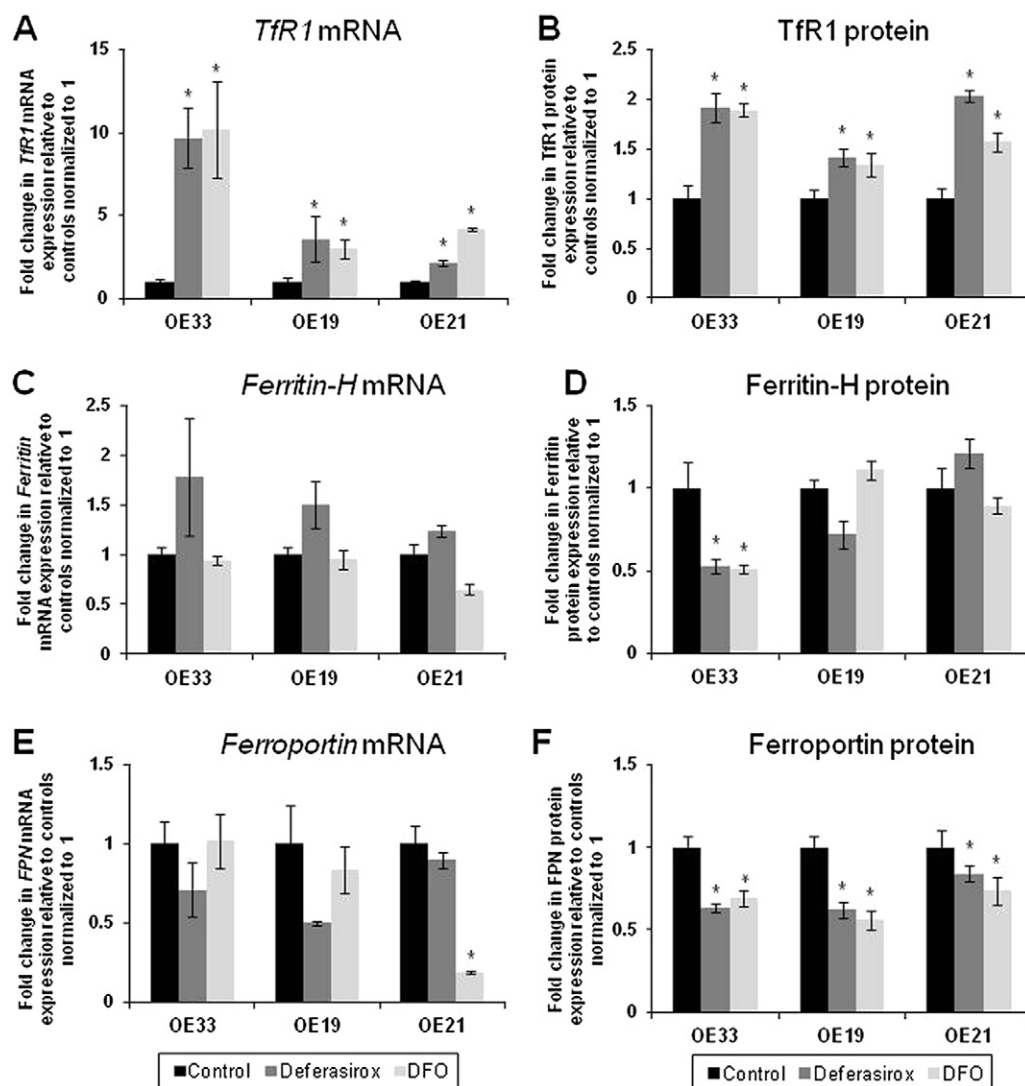 A
TfR1 mRNA
Fold change in TfR1 mRNA
expression relative to
controls normalized to 1
15
10
5
0
*
*
*
*
*
*
OE33 OE19 OE21
B
TfR1 protein
Fold change in TfR1 protein
expression relative to
controls normalized to 1
2.5
2
1.5
1
0.5
0
*
*
*
*
*
*
OE33 OE19 OE21
C
Ferritin-H mRNA
Fold change in Ferritin
mRNA expression relative to
controls normalized to 1
2.5
2
1.5
1
0.5
0
OE33 OE19 OE21
D
Ferritin-H protein
Fold change in Ferritin
protein expression relative
to controls normalized to 1
1.5
1
0.5
0
*
*
OE33 OE19 OE21
E
Ferroportin mRNA
Fold change in FPN mRNA
expression relative to controls
normalized to 1
1.5
1
0.5
0
*
OE33 OE19 OE21
F
Ferroportin protein
Fold change in FPN protein
expression relative to controls
normalized to 1
1.5
1
0.5
0
*
*
*
*
*
*
OE33 OE19 OE21
Control Deferasirox DFO
Control Deferasirox DFO